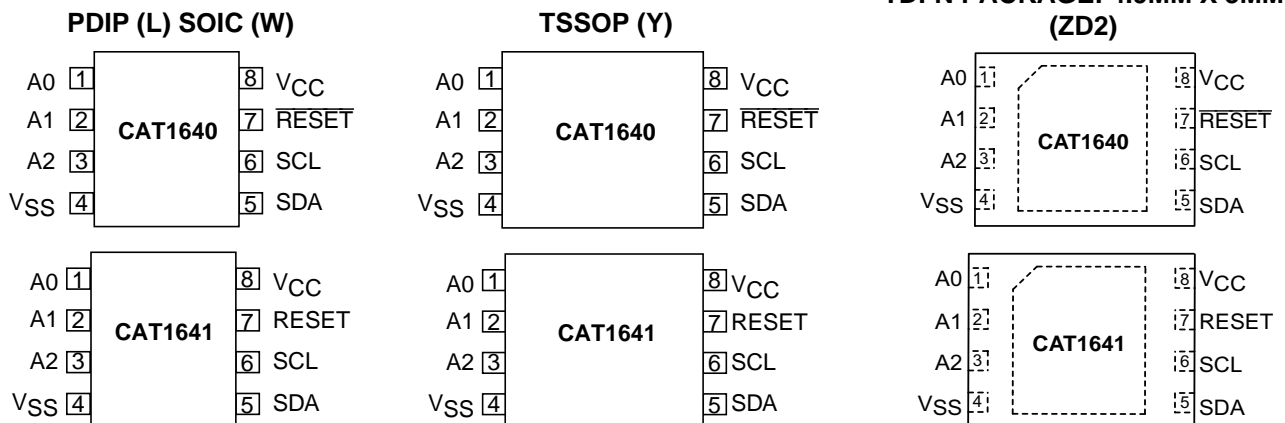 PDIP (L) SOIC (W)
A0 1
A1 2
A2 3
VSS 4
CAT1640
8 VCC
7 RESET
6 SCL
5 SDA
A0 1
A1 2
A2 3
VSS 4
CAT1641
8 VCC
7 RESET
6 SCL
5 SDA
TSSOP (Y)
A0 1
A1 2
A2 3
VSS 4
CAT1640
8 VCC
7 RESET
6 SCL
5 SDA
A0 1
A1 2
A2 3
VSS 4
CAT1641
8 VCC
7 RESET
6 SCL
5 SDA
(ZD2)
A0 1
A1 2
A2 3
VSS 4
CAT1640
8 VCC
7 RESET
6 SCL
5 SDA
A0 1
A1 2
A2 3
VSS 4
CAT1641
8 VCC
7 RESET
6 SCL
5 SDA